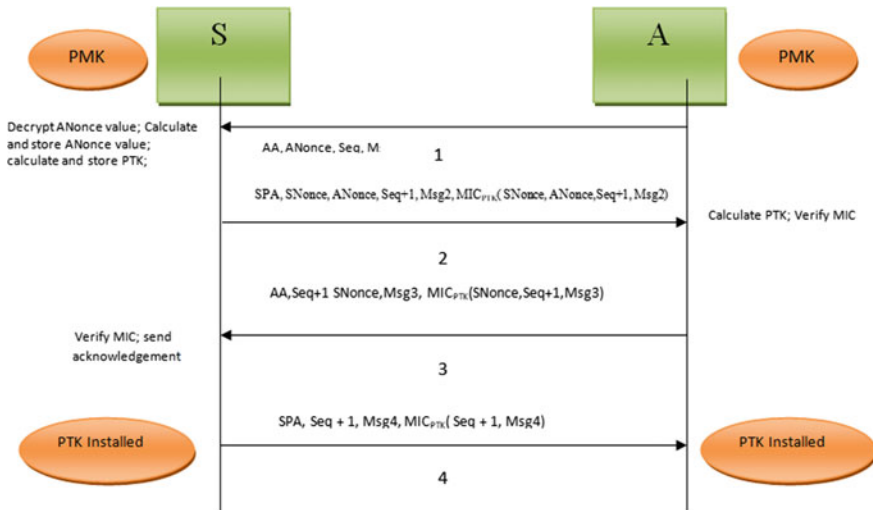 S
A
PMK
PMK
Decrypt ANonce value; Calculate
and store ANonce value;
calculate and store PTK;
AA, ANonce, Seq, M
1
SPA, SNonce, ANonce, Seq+1, Msg2, MIC_PTK( SNonce, ANonce,Seq+1, Msg2)
Calculate PTK; Verify MIC
2
AA,Seq+1 SNonce,Msg3, MIC_PTK(SNonce,Seq+1,Msg3)
Verify MIC; send
acknowledgement
3
SPA, Seq + 1, Msg4, MIC_PTK( Seq + 1, Msg4)
PTK Installed
PTK Installed
4